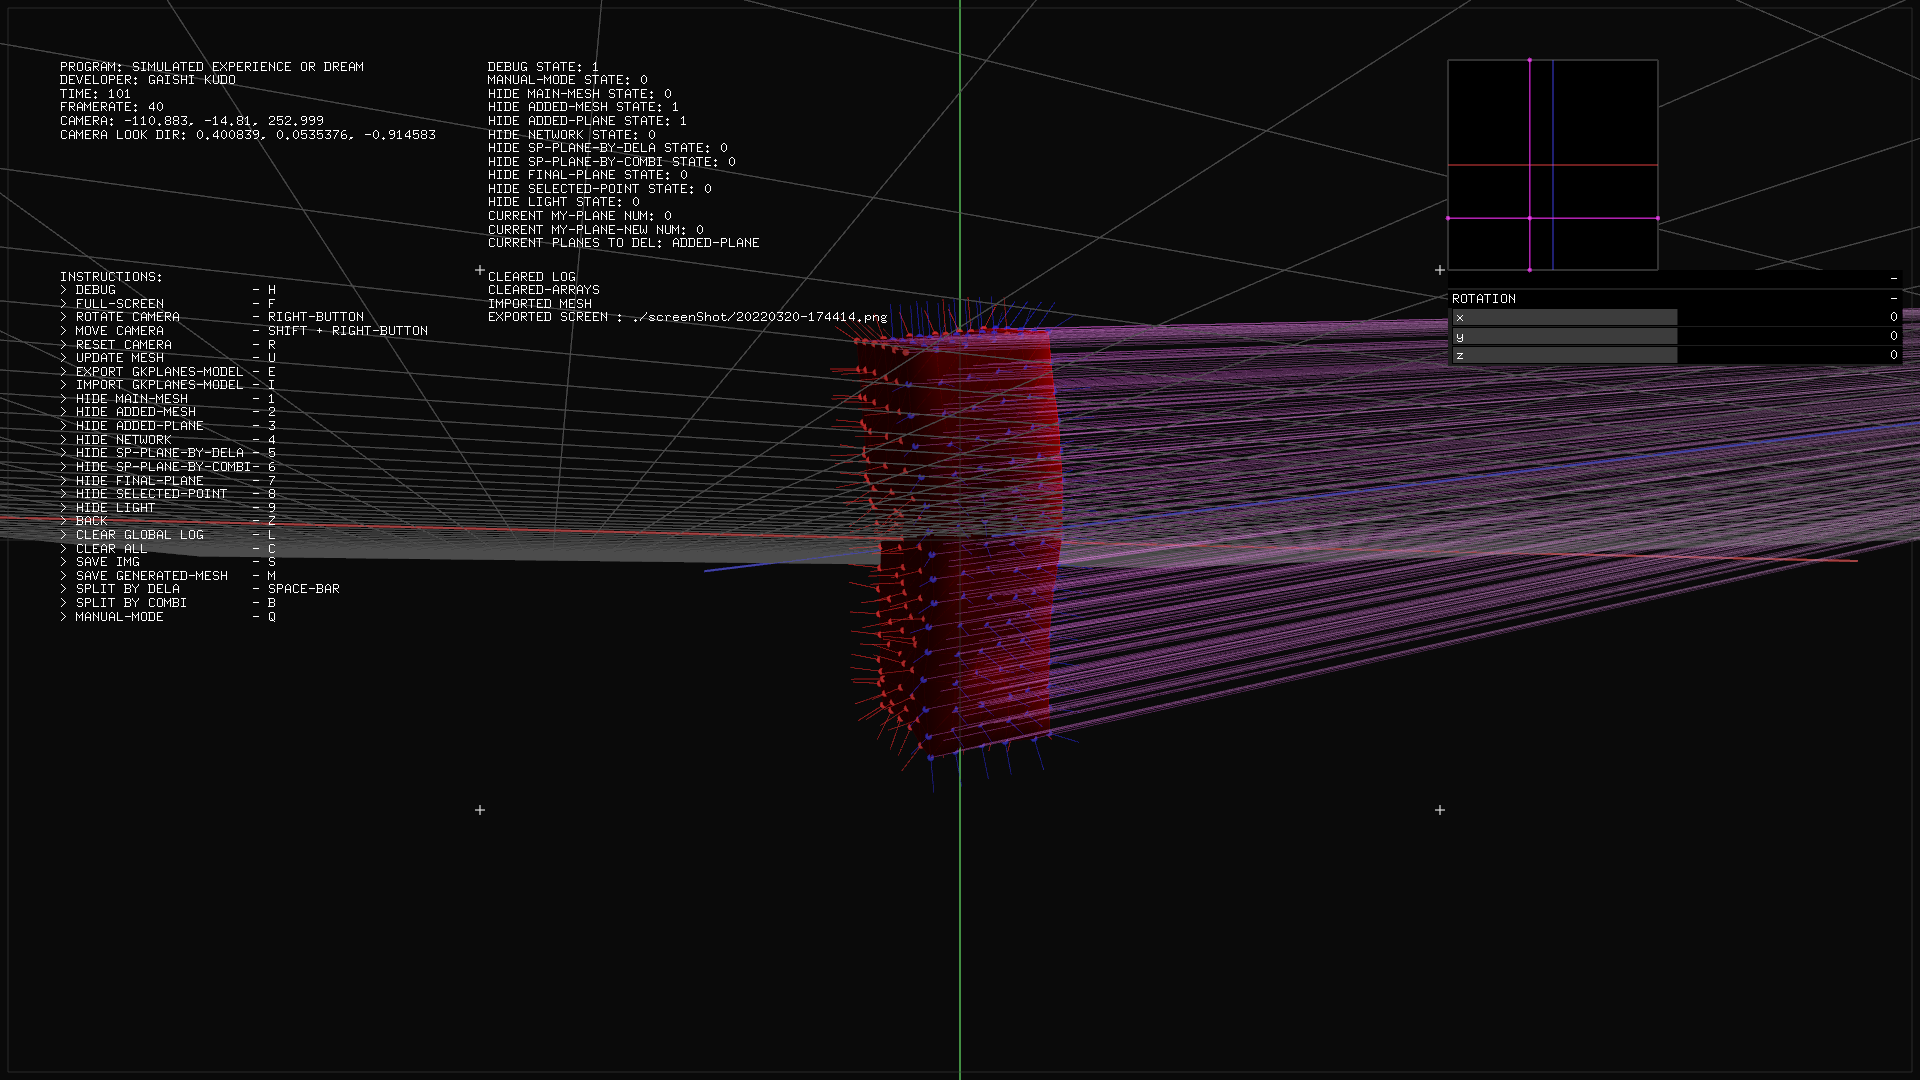 PROGRAM: SIMULATED EXPERIENCE OR DREAM
DEVELOPER: GAISHI KUDO
TIME: 101
FRAMERATE: 40
CAMERA: -110.883, -14.81, 252.999
CAMERA LOOK DIR: 0.400839, 0.0535376, -0.914583
DEBUG STATE: 1
MANUAL-MODE STATE: 0
HIDE MAIN-MESH STATE: 0
HIDE ADDED-MESH STATE: 1
HIDE ADDED-PLANE STATE: 1
HIDE NETWORK STATE: 0
HIDE SP-PLANE-BY-DELA STATE: 0
HIDE SP-PLANE-BY-COMBI STATE: 0
HIDE FINAL-PLANE STATE: 0
HIDE SELECTED-POINT STATE: 0
HIDE LIGHT STATE: 0
CURRENT MY-PLANE NUM: 0
CURRENT MY-PLANE-NEW NUM: 0
CURRENT PLANES TO DEL: ADDED-PLANE
INSTRUCTIONS:
> DEBUG - H
> FULL-SCREEN - F
> ROTATE CAMERA - RIGHT-BUTTON
> MOVE CAMERA - SHIFT + RIGHT-BUTTON
> RESET CAMERA - R
> UPDATE MESH - U
> EXPORT GKPLANES-MODEL - E
> IMPORT GKPLANES-MODEL - I
> HIDE MAIN-MESH - 1
> HIDE ADDED-MESH - 2
> HIDE ADDED-PLANE - 3
> HIDE NETWORK - 4
> HIDE SP-PLANE-BY-DELA - 5
> HIDE SP-PLANE-BY-COMBI- 6
> HIDE FINAL-PLANE - 7
> HIDE SELECTED-POINT - 8
> HIDE LIGHT - 9
> BACK - Z
> CLEAR GLOBAL LOG - L
> CLEAR ALL - C
> SAVE IMG - S
> SAVE GENERATED-MESH - M
> SPLIT BY DELA - SPACE-BAR
> SPLIT BY COMBI - B
> MANUAL-MODE - Q
CLEARED LOG
CLEARED-ARRAYS
IMPORTED MESH
EXPORTED SCREEN : ./screenShot/20220320-174414.png
-
ROTATION -
x 0
y 0
z 0